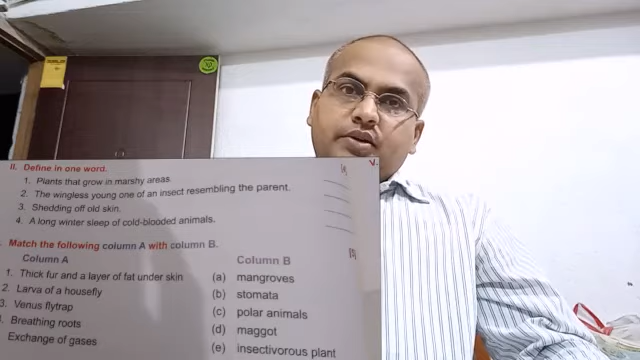 II. Define in one word.
1. Plants that grow in marshy areas.
2. The wingless young one of an insect resembling the parent.
3. Shedding off old skin.
4. A long winter sleep of cold-blooded animals.
V.
Match the following column A with column B.
Column A Column B
1. Thick fur and a layer of fat under skin (a) mangroves
2. Larva of a housefly (b) stomata
3. Venus flytrap (c) polar animals
Breathing roots (d) maggot
Exchange of gases (e) insectivorous plant